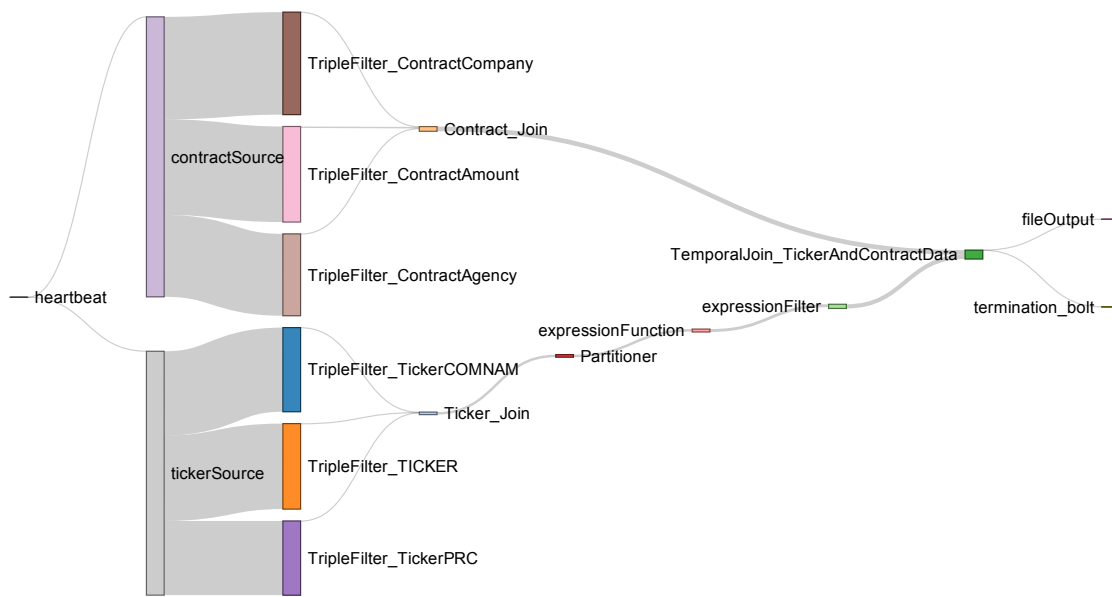 TripleFilter_ContractCompany
Contract_Join
contractSource
TripleFilter_ContractAmount
fileOutput
TemporalJoin_TickerAndContractData
TripleFilter_ContractAgency
heartbeat
expressionFilter
termination_bolt
expressionFunction
Partitioner
TripleFilter_TickerCOMNAM
Ticker_Join
tickerSource
TripleFilter_TICKER
TripleFilter_TickerPRC